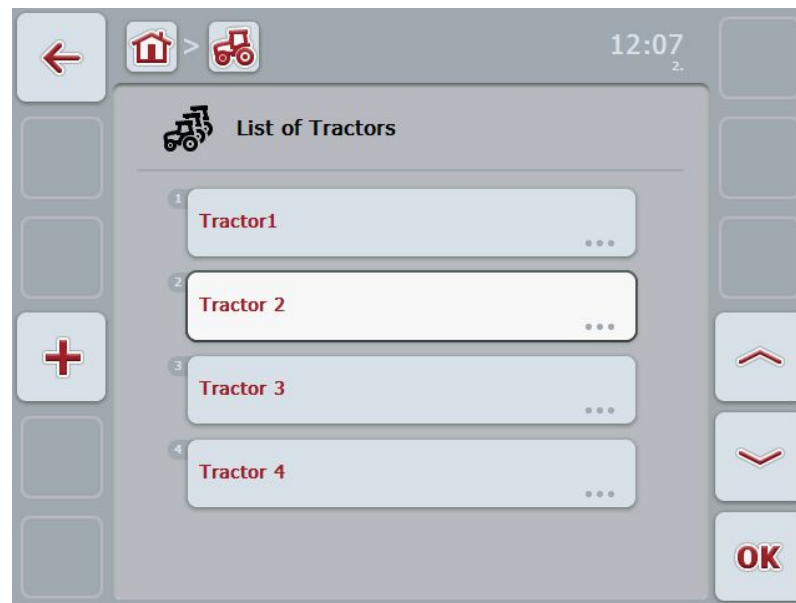 >
12:07
2.
List of Tractors
1
Tractor1
2
Tractor 2
3
Tractor 3
4
Tractor 4
OK